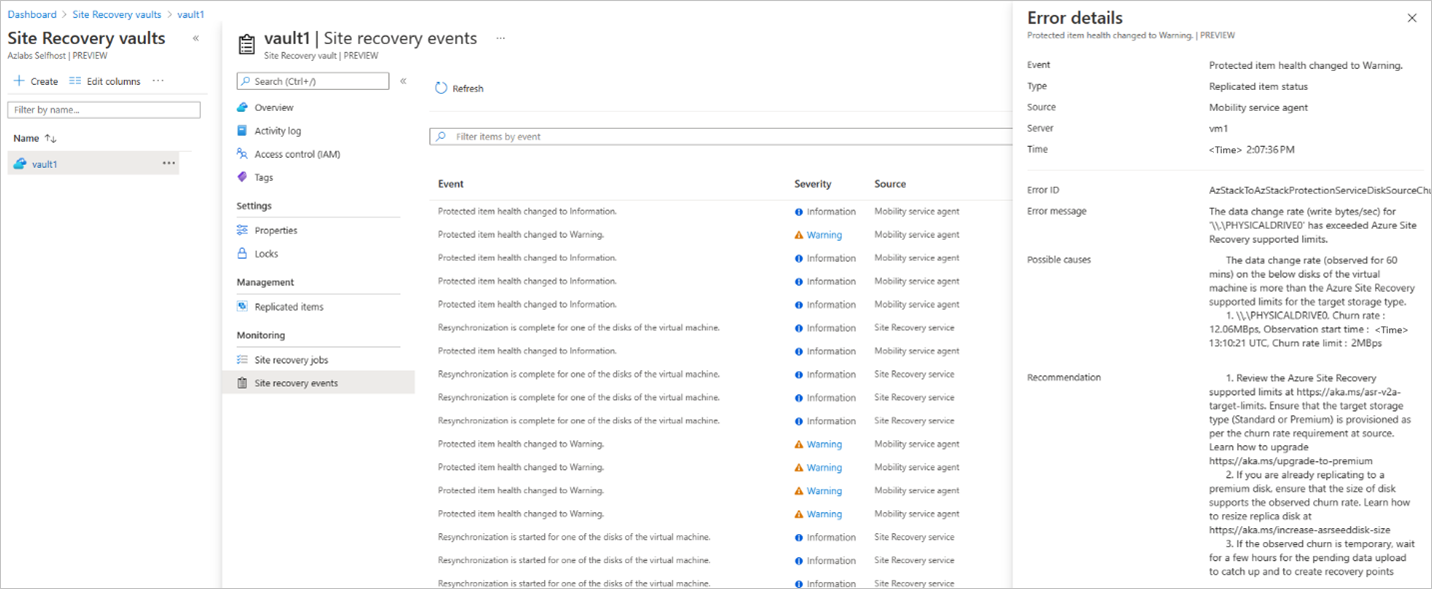 Dashboard > Site Recovery vaults > vault1
Site Recovery vaults «
Azlabs Selfhost | PREVIEW
+ Create Edit columns ...
Filter by name...
Name ↑↓
vault1 ...
vault1 | Site recovery events ...
Site Recovery vault | PREVIEW
Search (Ctrl+/) «
Overview
Activity log
Access control (IAM)
Tags
Settings
Properties
Locks
Management
Replicated items
Monitoring
Site recovery jobs
Site recovery events
Refresh
Filter items by event
Event Severity Source
Protected item health changed to Information. Information Mobility service agent
Protected item health changed to Warning. Warning Mobility service agent
Protected item health changed to Information. Information Mobility service agent
Protected item health changed to Information. Information Mobility service agent
Protected item health changed to Information. Information Mobility service agent
Resynchronization is complete for one of the disks of the virtual machine. Information Site Recovery service
Protected item health changed to Information. Information Mobility service agent
Resynchronization is complete for one of the disks of the virtual machine. Information Site Recovery service
Resynchronization is complete for one of the disks of the virtual machine. Information Site Recovery service
Resynchronization is complete for one of the disks of the virtual machine. Information Site Recovery service
Protected item health changed to Warning. Warning Mobility service agent
Protected item health changed to Warning. Warning Mobility service agent
Protected item health changed to Warning. Warning Mobility service agent
Protected item health changed to Warning. Warning Mobility service agent
Resynchronization is started for one of the disks of the virtual machine. Information Site Recovery service
Resynchronization is started for one of the disks of the virtual machine. Information Site Recovery service
Resynchronization is started for one of the disks of the virtual machine. Information Site Recovery service
Error details
Protected item health changed to Warning. | PREVIEW
Event Protected item health changed to Warning.
Type Replicated item status
Source Mobility service agent
Server vm1
Time <Time> 2:07:36 PM
Error ID AzStackToAzStackProtectionServiceDiskSourceChu
Error message The data change rate (write bytes/sec) for
'\\.\PHYSICALDRIVE0' has exceeded Azure Site
Recovery supported limits.
Possible causes The data change rate (observed for 60
mins) on the below disks of the virtual
machine is more than the Azure Site Recovery
supported limits for the target storage type.
1. \\.\PHYSICALDRIVE0. Churn rate :
12.06MBps, Observation start time : <Time>
13:10:21 UTC, Churn rate limit : 2MBps
Recommendation 1. Review the Azure Site Recovery
supported limits at https://aka.ms/asr-v2a-
target-limits. Ensure that the target storage
type (Standard or Premium) is provisioned as
per the churn rate requirement at source.
Learn how to upgrade
https://aka.ms/upgrade-to-premium
2. If you are already replicating to a
premium disk, ensure that the size of disk
supports the observed churn rate. Learn how
to resize replica disk at
https://aka.ms/increase-asrseeddisk-size
3. If the observed churn is temporary, wait
for a few hours for the pending data upload
to catch up and to create recovery points